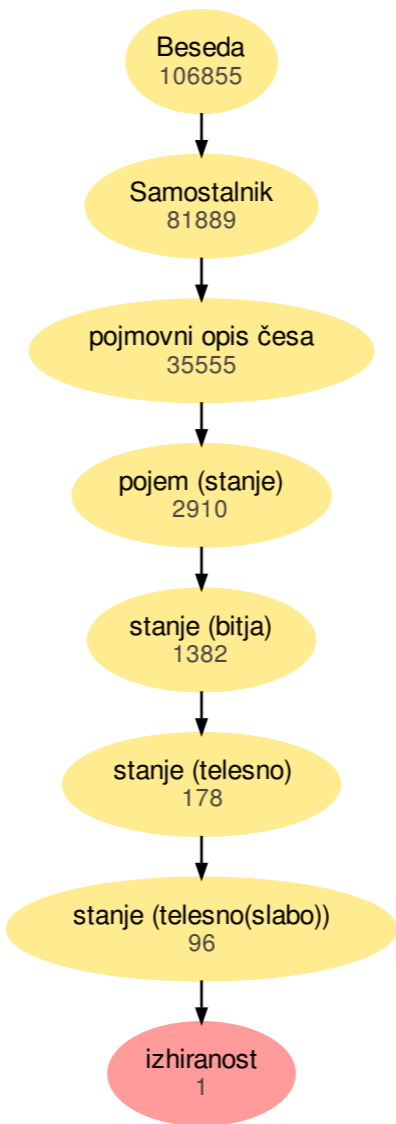 Beseda
106855
Samostalnik
81889
pojmovni opis česa
35555
pojem (stanje)
2910
stanje (bitja)
1382
stanje (telesno)
178
stanje (telesno(slabo))
96
izhiranost
1